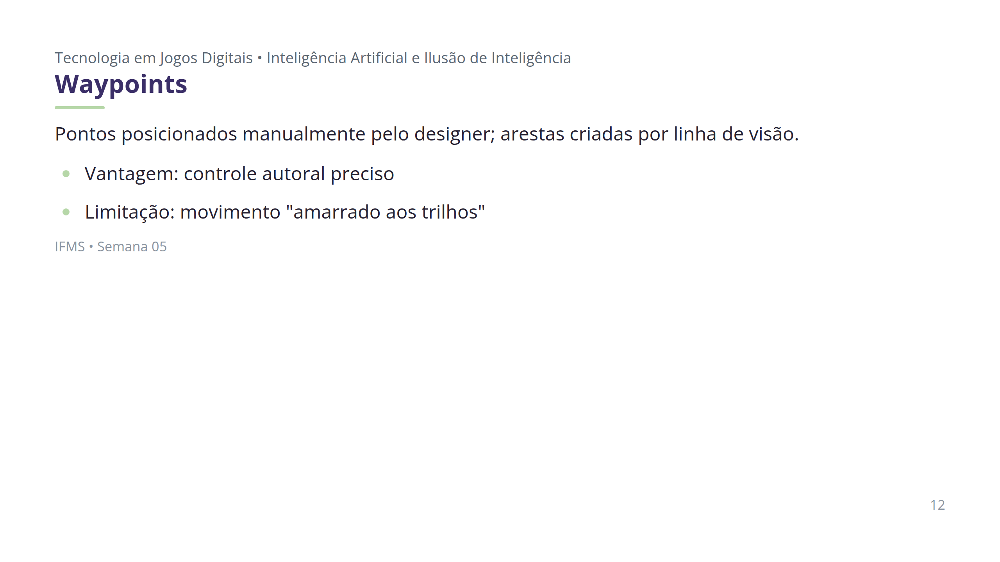 Tecnologia em Jogos Digitais • Inteligência Artificial e Ilusão de Inteligência
Waypoints
Pontos posicionados manualmente pelo designer; arestas criadas por linha de visão.
• Vantagem: controle autoral preciso
• Limitação: movimento "amarrado aos trilhos"
IFMS • Semana 05
12